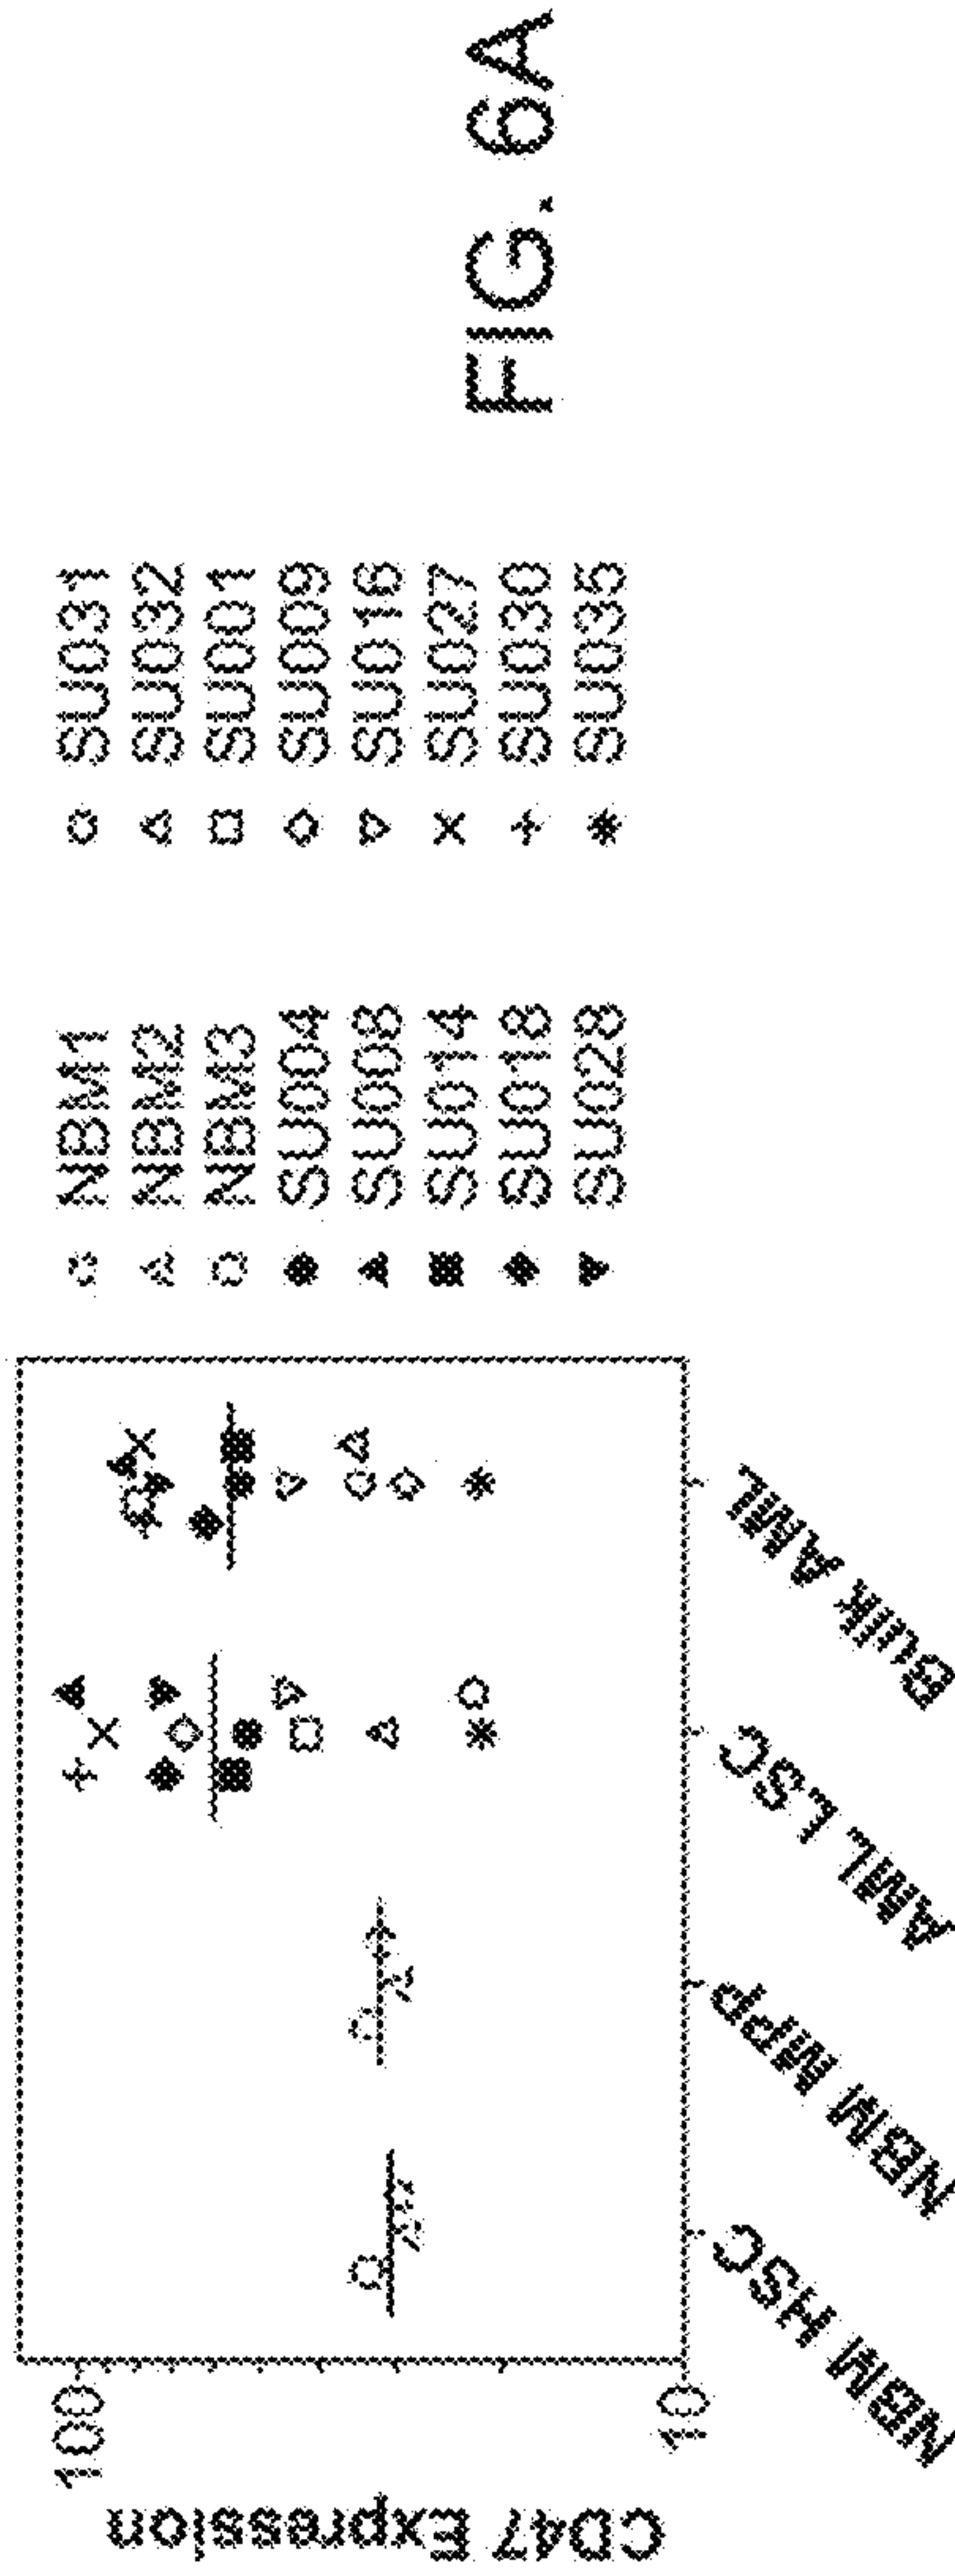 CD47 Expression
100
10
NBM HSC
NBM MPP
AML LSC
Bulk AML
NBM1
NBM2
NBM3
SU004
SU008
SU014
SU018
SU028
SU031
SU032
SU001
SU009
SU016
SU027
SU030
SU035
FIG. 6A